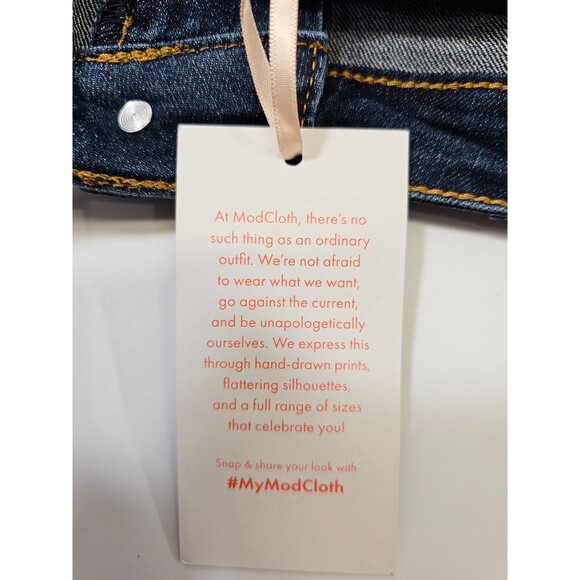 At ModCloth, there's no
such thing as an ordinary
outfit. We're not afraid
to wear what we want,
go against the current,
and be unapologetically
ourselves. We express this
through hand-drawn prints,
flattering silhouettes,
and a full range of sizes
that celebrate you!
Snap & share your look with
#MyModCloth